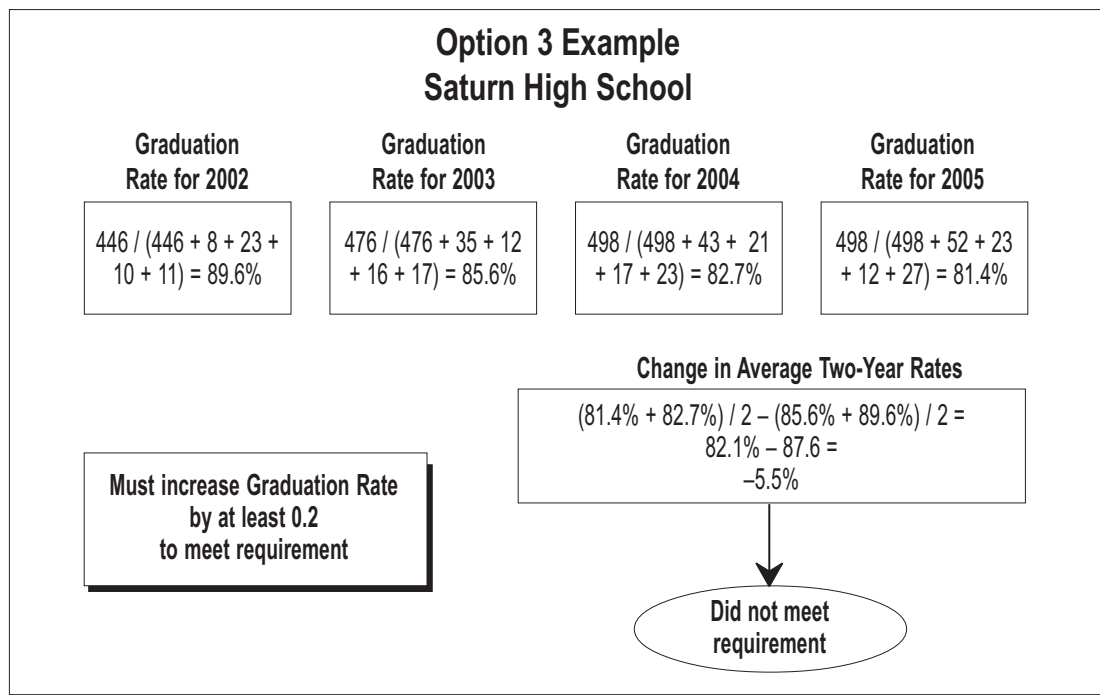 Option 3 Example
Saturn High School
Graduation
Rate for 2002
446 / (446 + 8 + 23 +
10 + 11) = 89.6%
Graduation
Rate for 2003
476 / (476 + 35 + 12
+ 16 + 17) = 85.6%
Graduation
Rate for 2004
498 / (498 + 43 + 21
+ 17 + 23) = 82.7%
Graduation
Rate for 2005
498 / (498 + 52 + 23
+ 12 + 27) = 81.4%
Change in Average Two-Year Rates
(81.4% + 82.7%) / 2 – (85.6% + 89.6%) / 2 =
82.1% – 87.6 =
–5.5%
Must increase Graduation Rate
by at least 0.2
to meet requirement
Did not meet
requirement